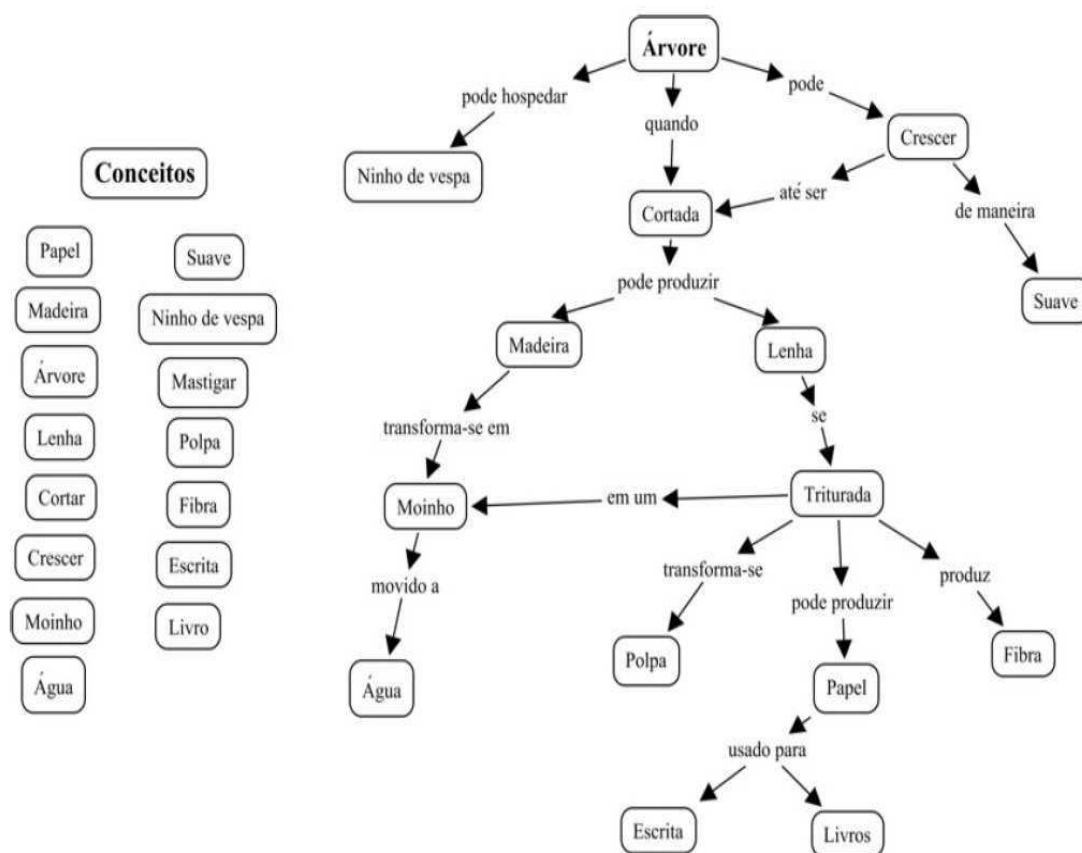 Conceitos
Papel
Madeira
Árvore
Lenha
Cortar
Crescer
Moinho
Água
Suave
Ninho de vespa
Mastigar
Polpa
Fibra
Escrita
Livro
Árvore
pode hospedar
quando
pode
Ninho de vespa
Crescer
Cortada
até ser
de maneira
Suave
pode produzir
Madeira
Lenha
transforma-se em
se
Moinho
em um
Triturada
movido a
transforma-se
pode produzir
produz
Água
Polpa
Papel
Fibra
usado para
Escrita
Livros